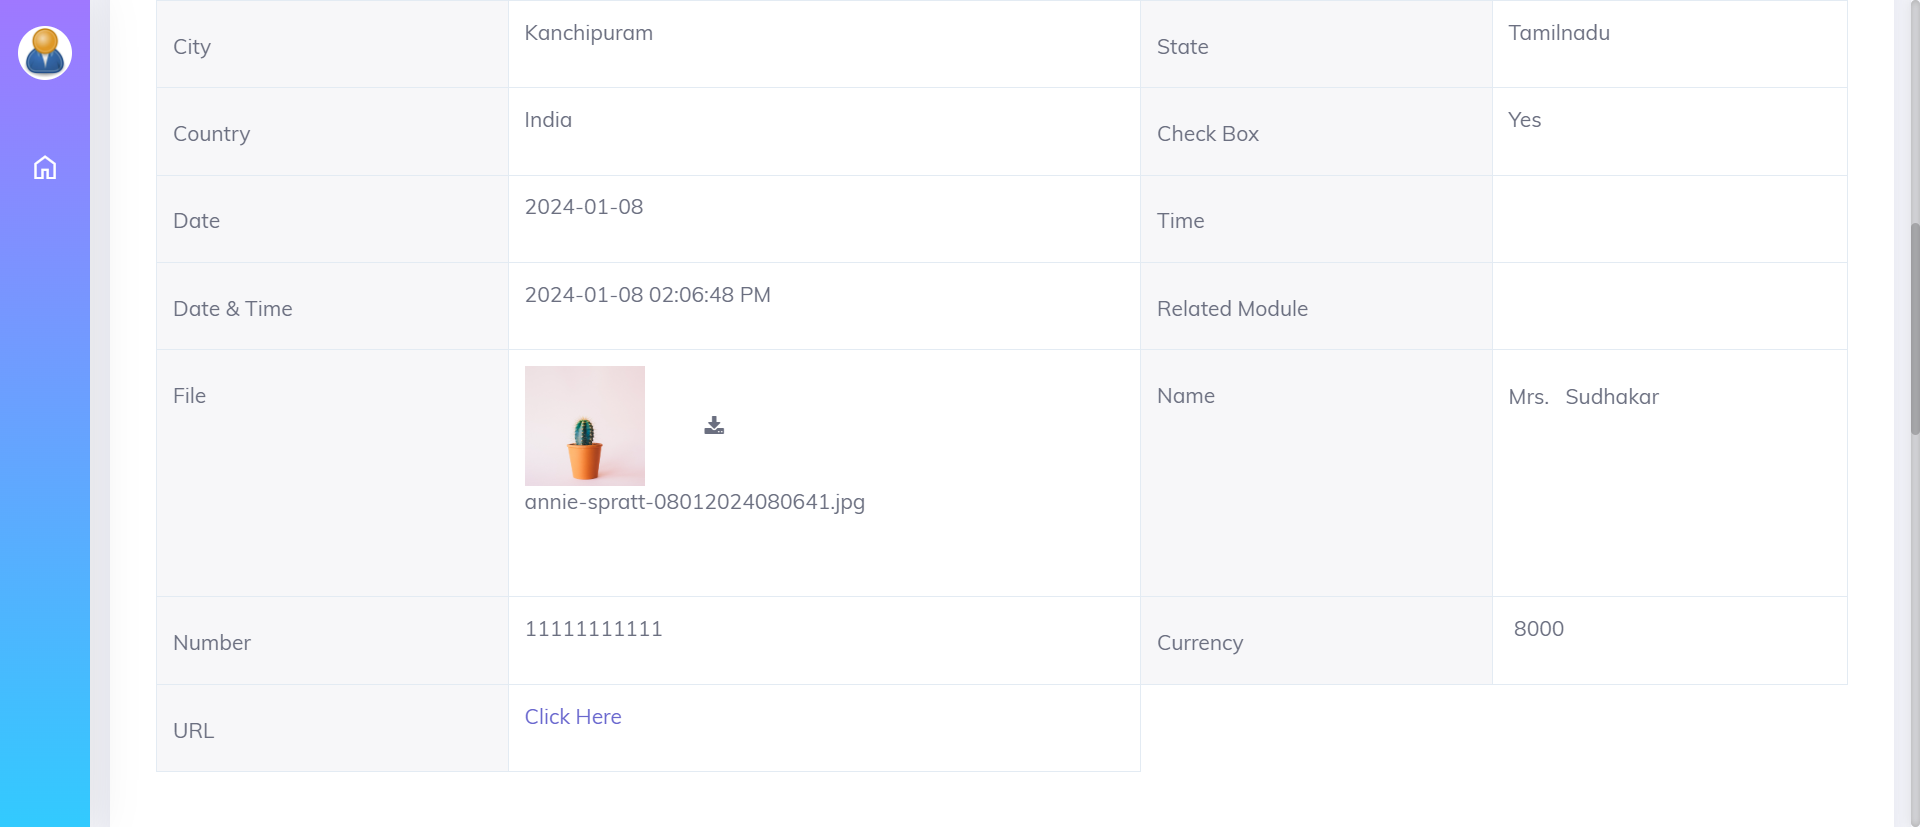 City Kanchipuram State Tamilnadu
Country India Check Box Yes
Date 2024-01-08 Time
Date & Time 2024-01-08 02:06:48 PM Related Module
File Name Mrs. Sudhakar
annie-spratt-08012024080641.jpg
Number 11111111111 Currency 8000
URL Click Here